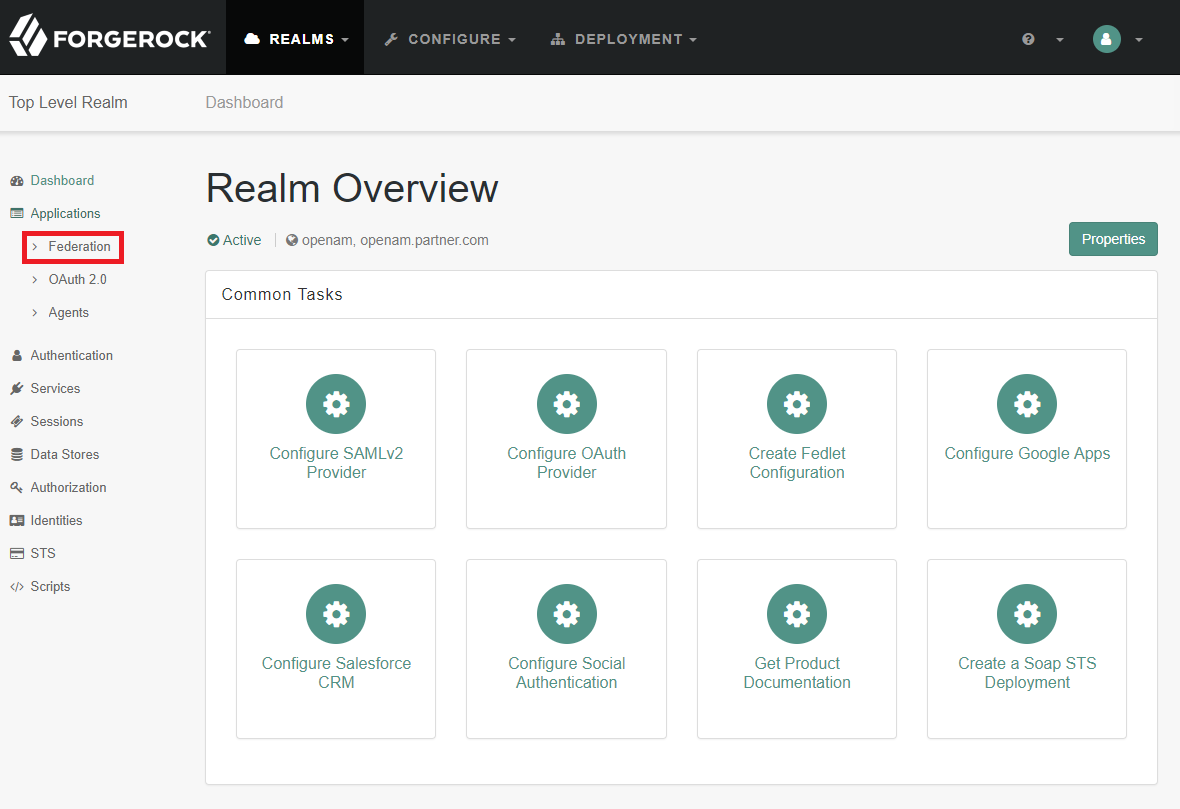 FORGEROCK REALMS CONFIGURE DEPLOYMENT
Top Level Realm Dashboard
Dashboard
Applications
Federation
OAuth 2.0
Agents
Authentication
Services
Sessions
Data Stores
Authorization
Identities
STS
Scripts
Realm Overview
Active openam, openam.partner.com
Properties
Common Tasks
Configure SAMLv2
Provider
Configure OAuth
Provider
Create Fedlet
Configuration
Configure Google Apps
Configure Salesforce
CRM
Configure Social
Authentication
Get Product
Documentation
Create a Soap STS
Deployment